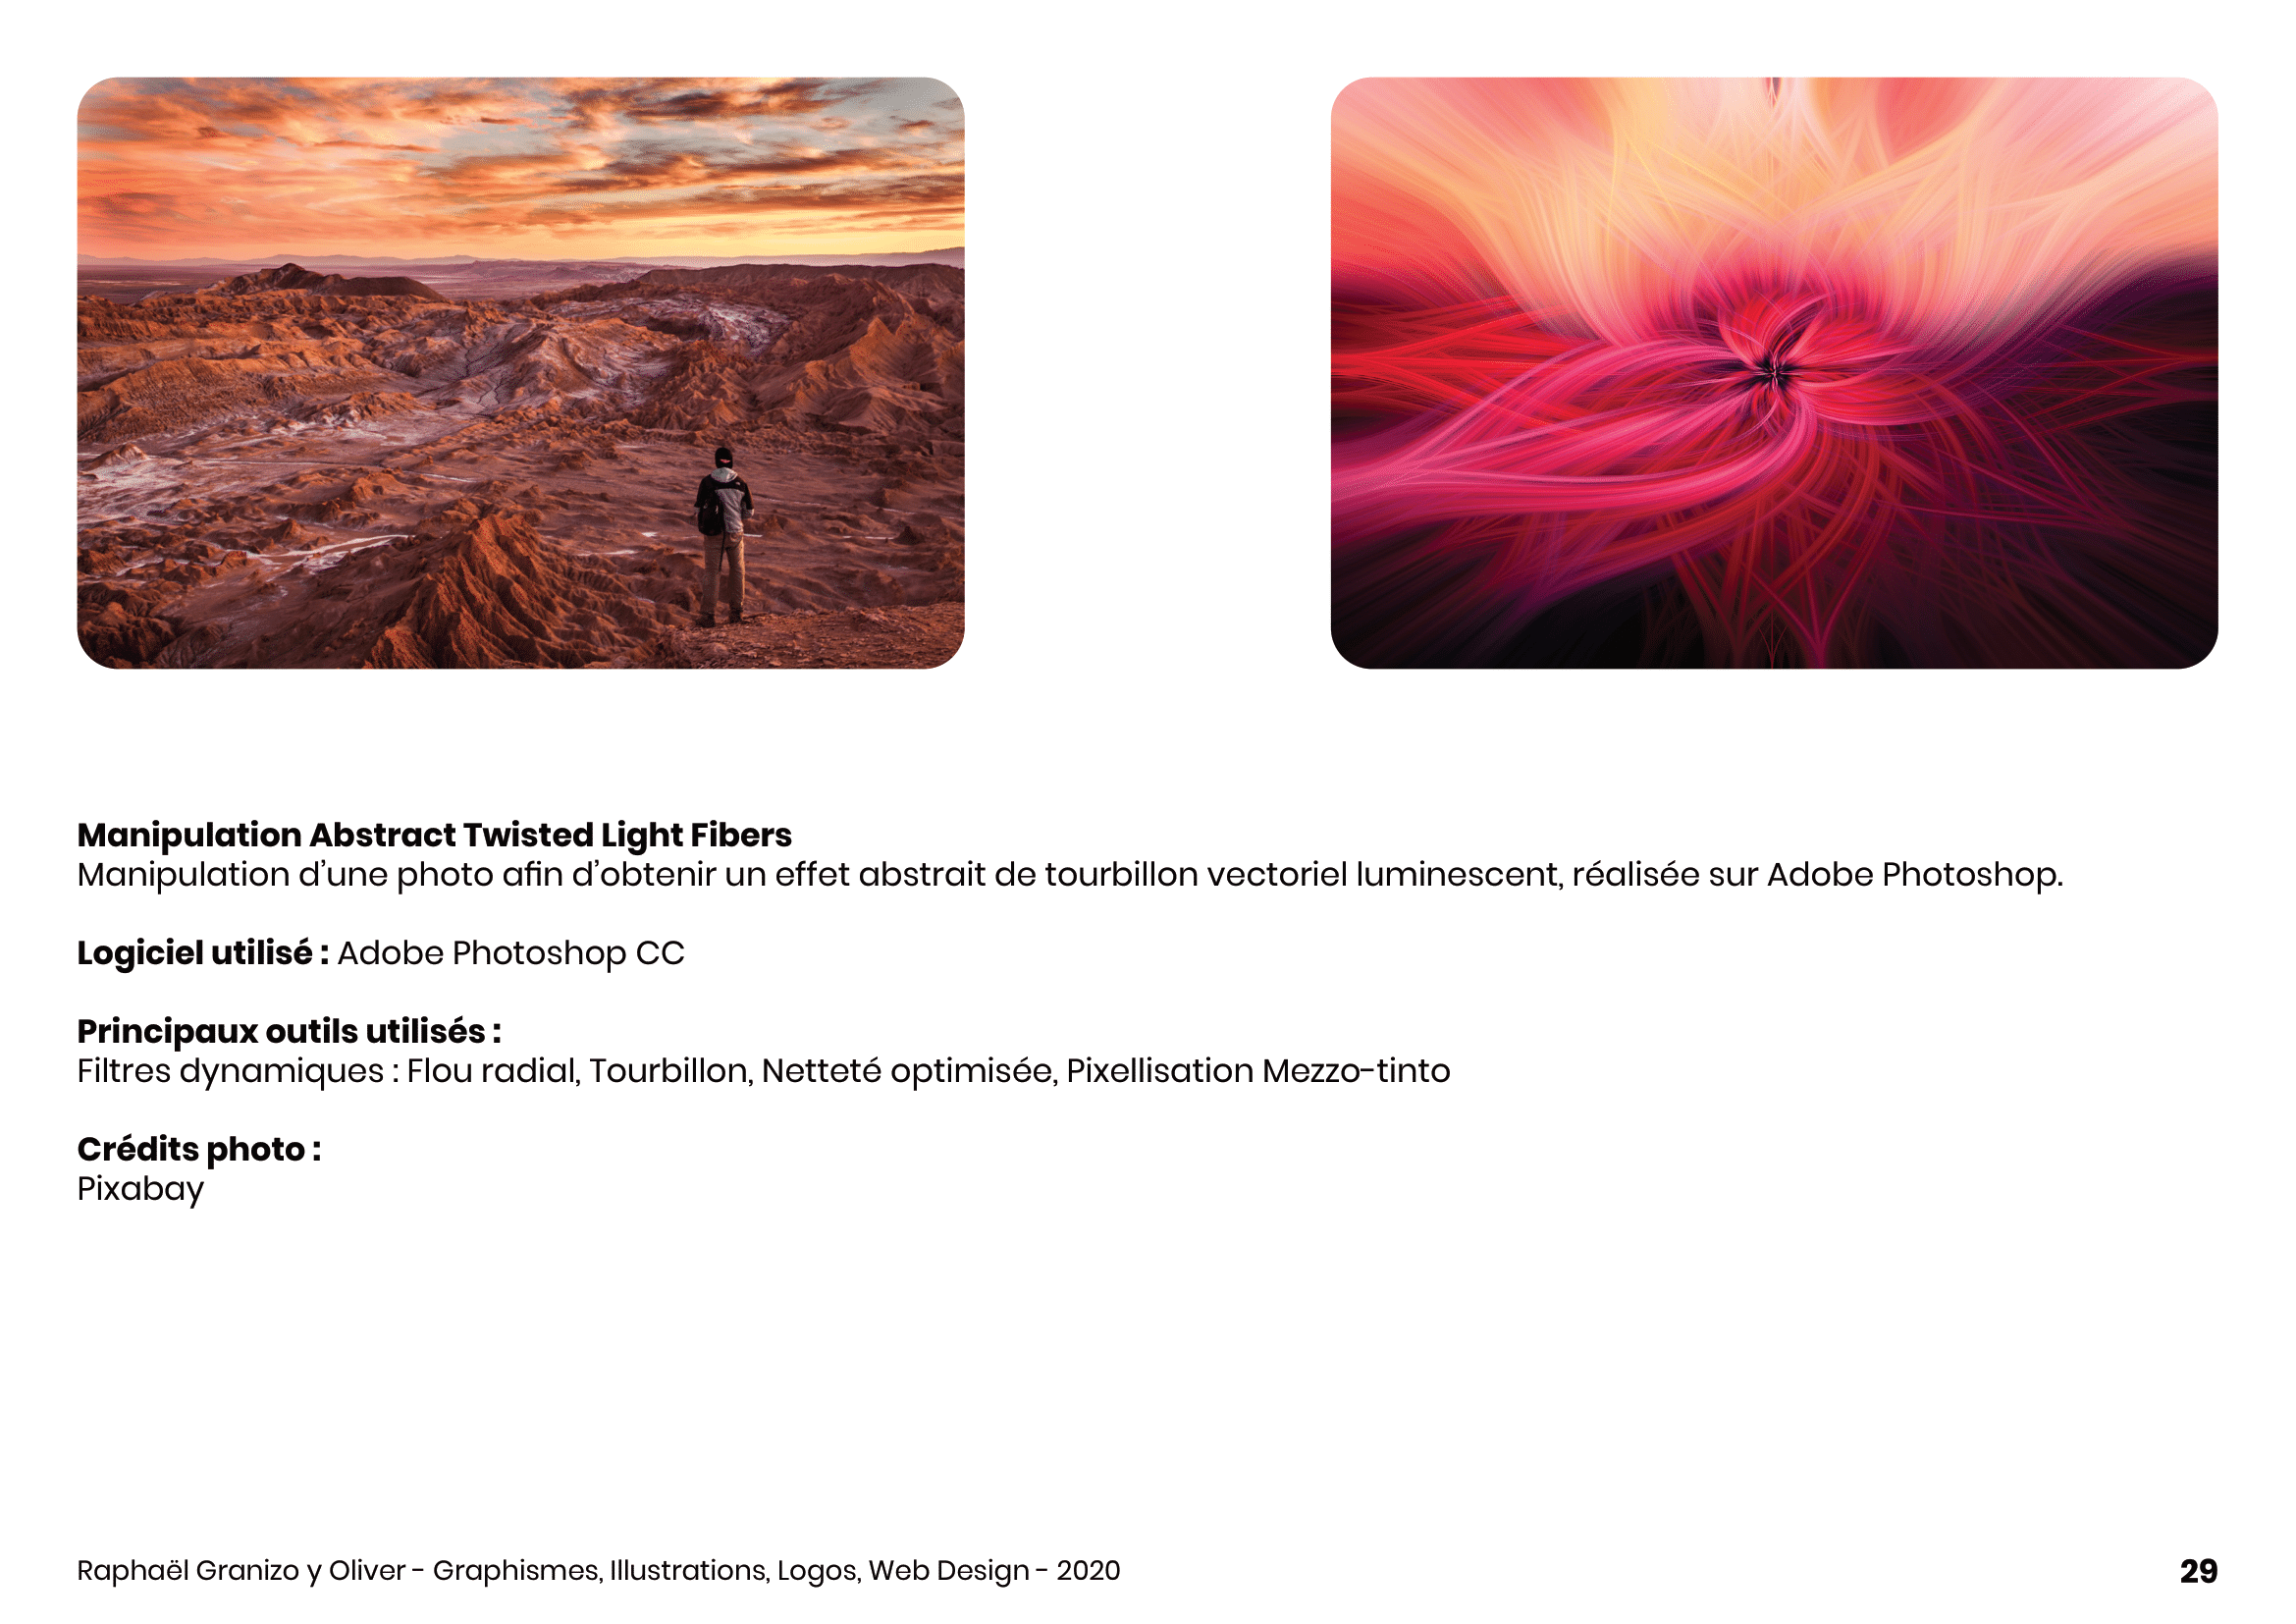 Manipulation Abstract Twisted Light Fibers
Manipulation d’une photo afin d’obtenir un effet abstrait de tourbillon vectoriel luminescent, réalisée sur Adobe Photoshop.
Logiciel utilisé : Adobe Photoshop CC
Principaux outils utilisés :
Filtres dynamiques : Flou radial, Tourbillon, Netteté optimisée, Pixellisation Mezzo-tinto
Crédits photo :
Pixabay
Raphaël Granizo y Oliver - Graphismes, Illustrations, Logos, Web Design - 2020
29